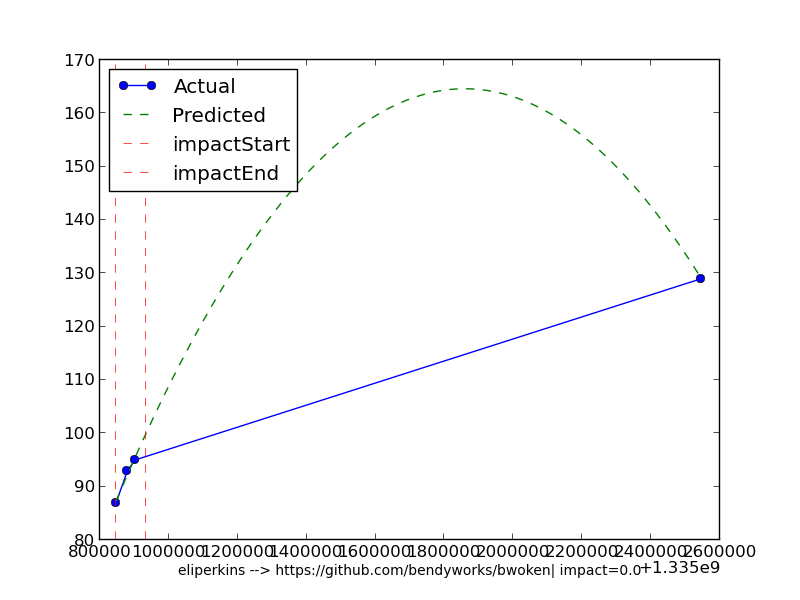 170
160
150
140
130
120
110
100
90
80
Actual
Predicted
impactStart
impactEnd
800000 1000000 1200000 1400000 1600000 1800000 2000000 2200000 2400000 2600000
+1.335e9
eliperkins --> https://github.com/bendyworks/bwoken| impact=0.0